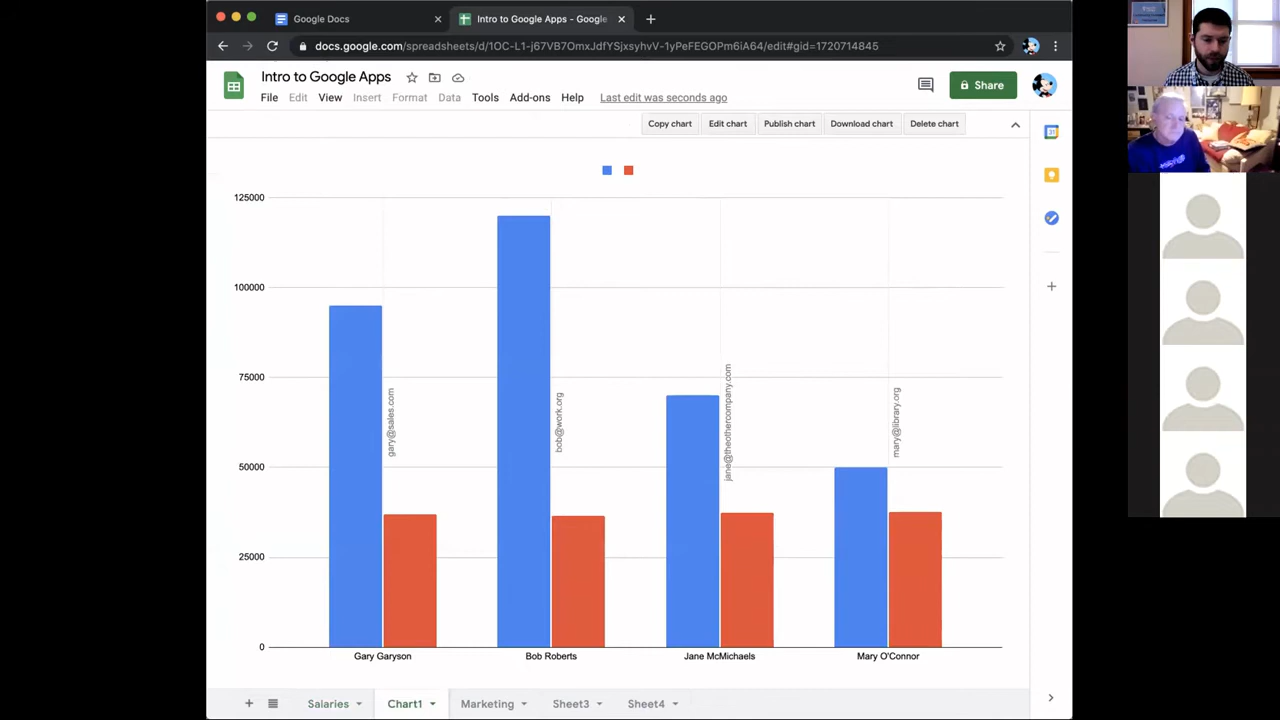 Google Docs
Intro to Google Apps - Google
docs.google.com/spreadsheets/d/1OC-L1-j67VB7OmxJdfYSjxsyhvV-1yPeFEGOPm6iA64/edit#gid=1720714845
Intro to Google Apps
File Edit View Insert Format Data Tools Add-ons Help Last edit was seconds ago
Share
Copy chart Edit chart Publish chart Download chart Delete chart
125000
100000
75000
50000
25000
0
gary@sales.com
bob@work.org
jane@theothercompany.com
mary@library.org
Gary Garyson Bob Roberts Jane McMichaels Mary O'Connor
Salaries Chart1 Marketing Sheet3 Sheet4